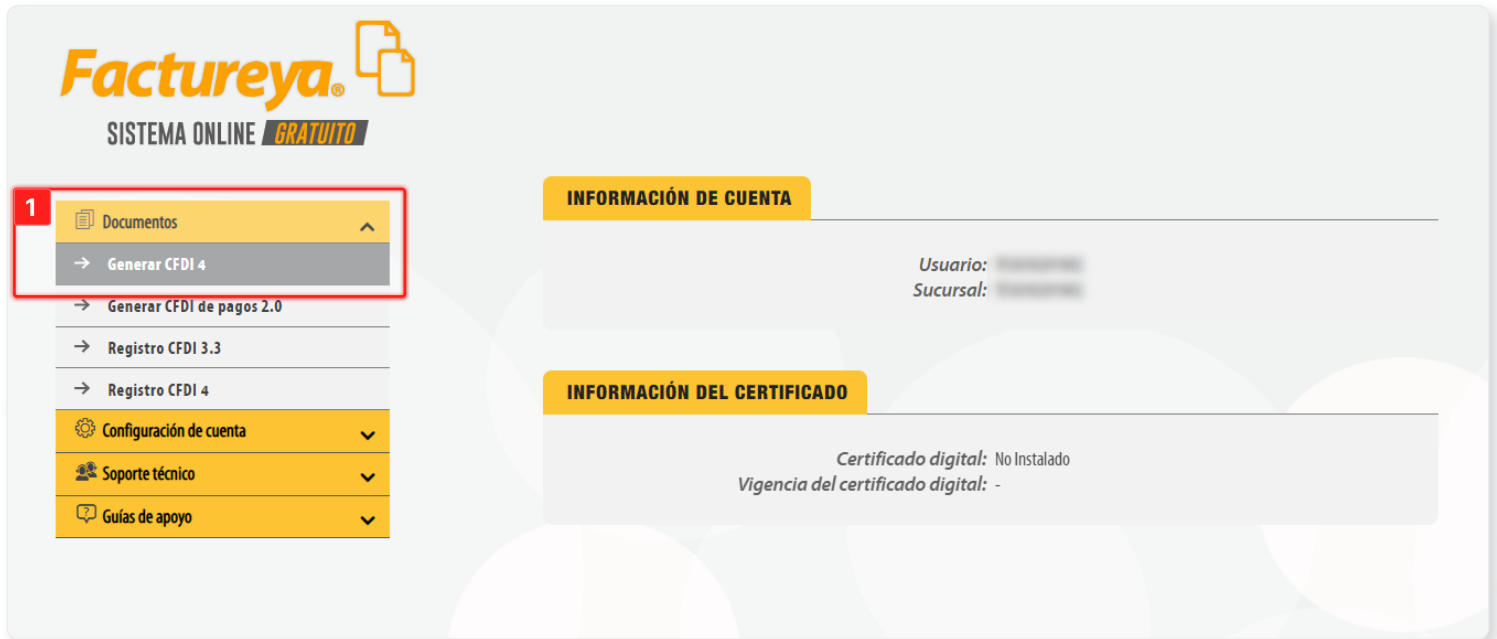 Factureya.®
SISTEMA ONLINE GRATUITO
1
Documentos
Generar CFDI 4
Generar CFDI de pagos 2.0
Registro CFDI 3.3
Registro CFDI 4
Configuración de cuenta
Soporte técnico
Guías de apoyo
INFORMACIÓN DE CUENTA
Usuario:
Sucursal:
INFORMACIÓN DEL CERTIFICADO
Certificado digital: No Instalado
Vigencia del certificado digital: -